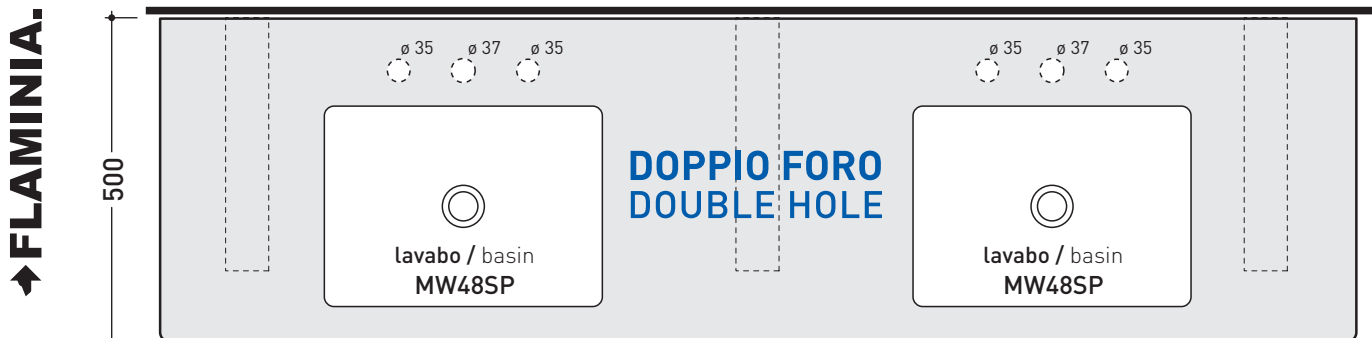 FLAMINIA.
500
ø 35 ø 37 ø 35
ø 35 ø 37 ø 35
DOPPIO FORO
DOUBLE HOLE
lavabo / basin
MW48SP
lavabo / basin
MW48SP